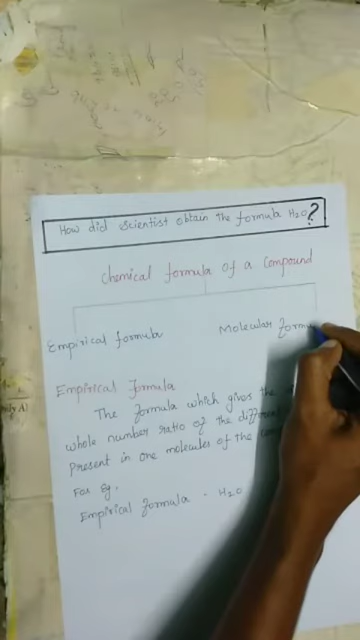 How did scientist obtain the formula H2O?
Chemical formula of a compound
Empirical formula
Molecular formu
Empirical formula
The formula which gives the
whole number ratio of the different
Present in one molecules of the
For Eg.
Empirical formula - H2O